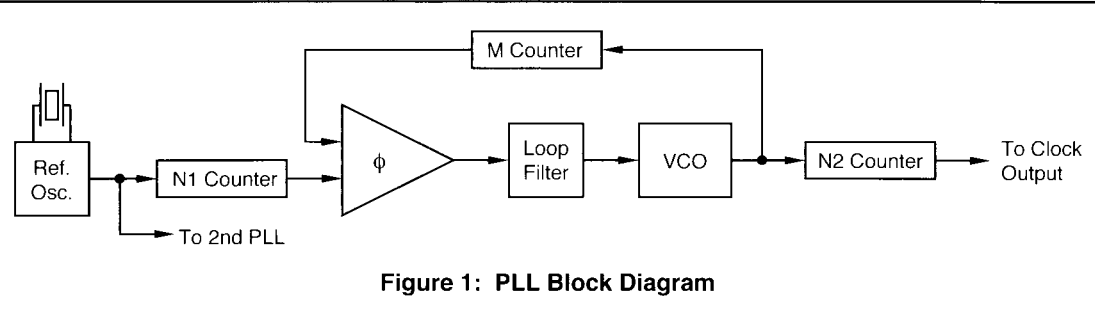 M Counter
Ref.
Osc.
N1 Counter
ϕ
Loop
Filter
VCO
N2 Counter
To Clock
Output
To 2nd PLL
Figure 1: PLL Block Diagram